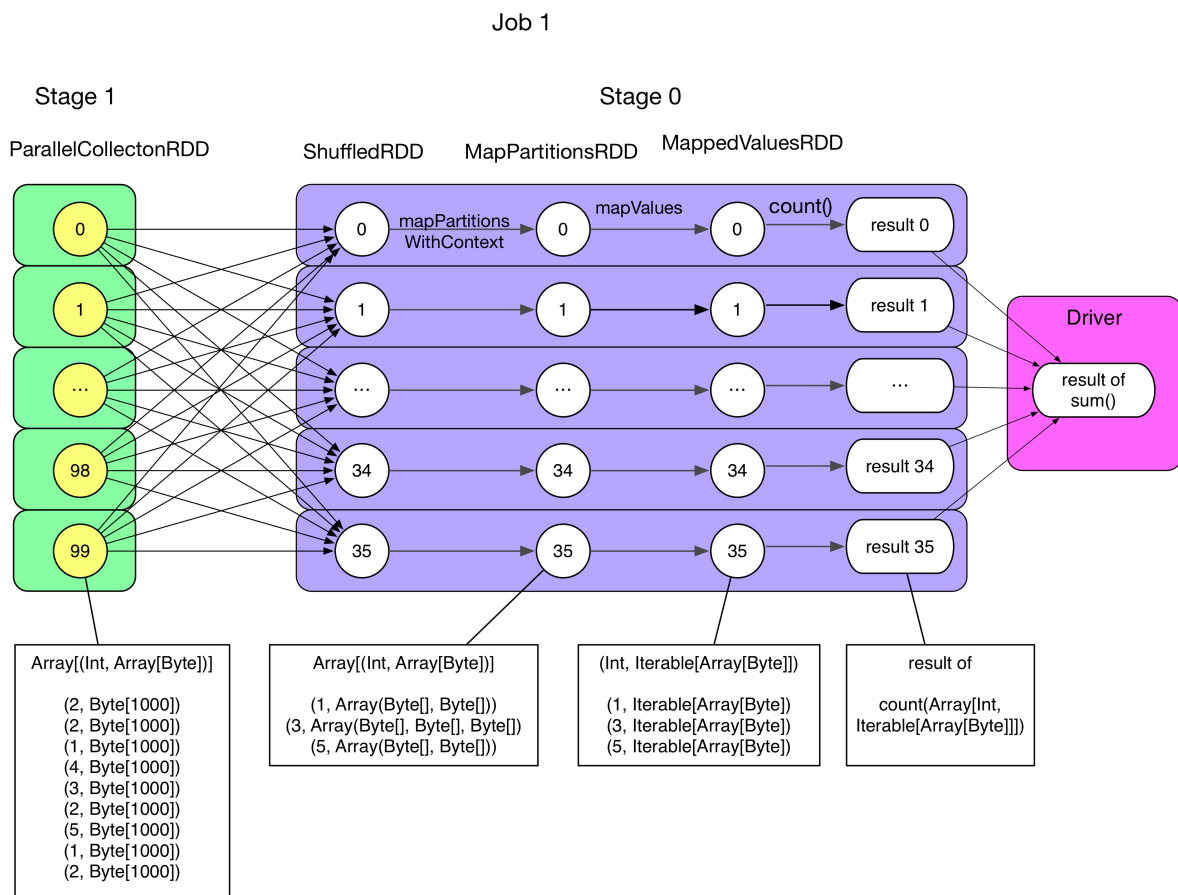 Job 1
Stage 1
Stage 0
ParallelCollectonRDD
ShuffledRDD
MapPartitionsRDD
MappedValuesRDD
0
0
mapPartitions
WithContext
0
mapValues
0
count()
result 0
1
1
1
1
result 1
Driver
...
...
...
...
...
result of
sum()
98
34
34
34
result 34
99
35
35
35
result 35
Array[(Int, Array[Byte])]
(2, Byte[1000])
(2, Byte[1000])
(1, Byte[1000])
(4, Byte[1000])
(3, Byte[1000])
(2, Byte[1000])
(5, Byte[1000])
(1, Byte[1000])
(2, Byte[1000])
Array[(Int, Array[Byte])]
(1, Array(Byte[], Byte[]))
(3, Array(Byte[], Byte[], Byte[])
(5, Array(Byte[], Byte[]))
(Int, Iterable[Array[Byte]])
(1, Iterable[Array[Byte])
(3, Iterable[Array[Byte])
(5, Iterable[Array[Byte])
result of
count(Array[Int,
Iterable[Array[Byte]]])